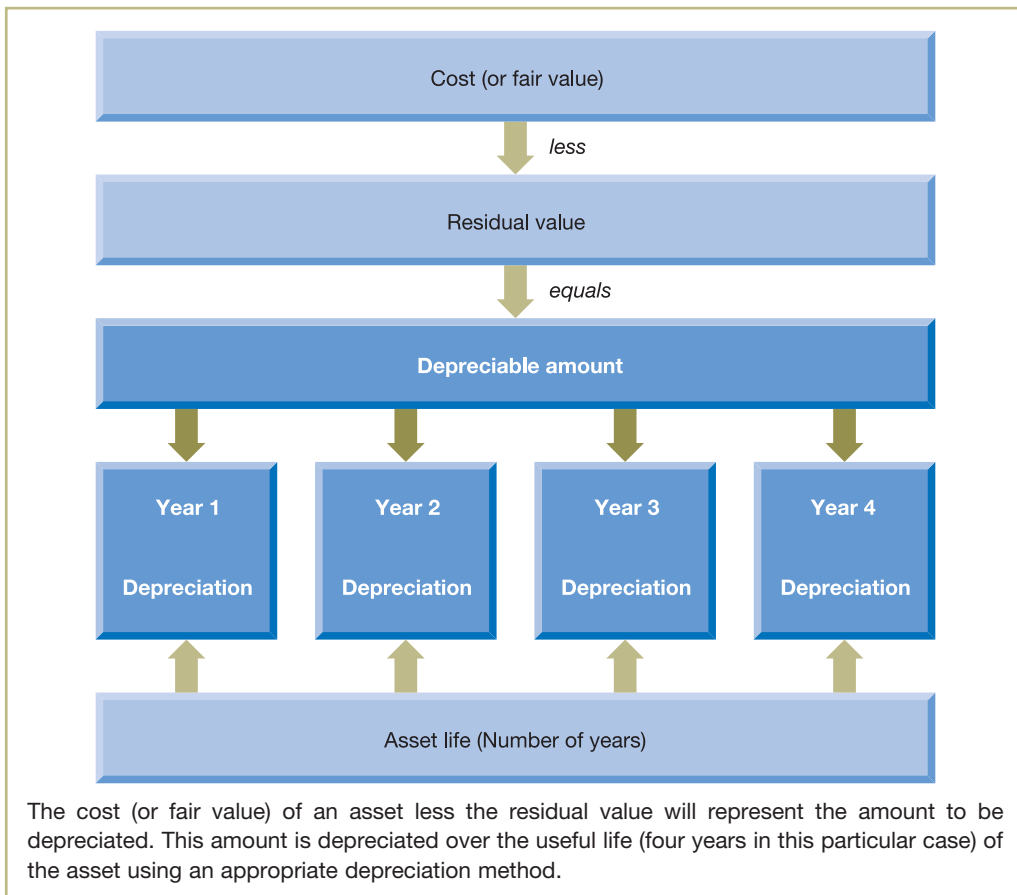 Cost (or fair value)
less
Residual value
equals
Depreciable amount
Year 1
Year 2
Year 3
Year 4
Depreciation
Depreciation
Depreciation
Depreciation
Asset life (Number of years)
The cost (or fair value) of an asset less the residual value will represent the amount to be
depreciated. This amount is depreciated over the useful life (four years in this particular case) of
the asset using an appropriate depreciation method.